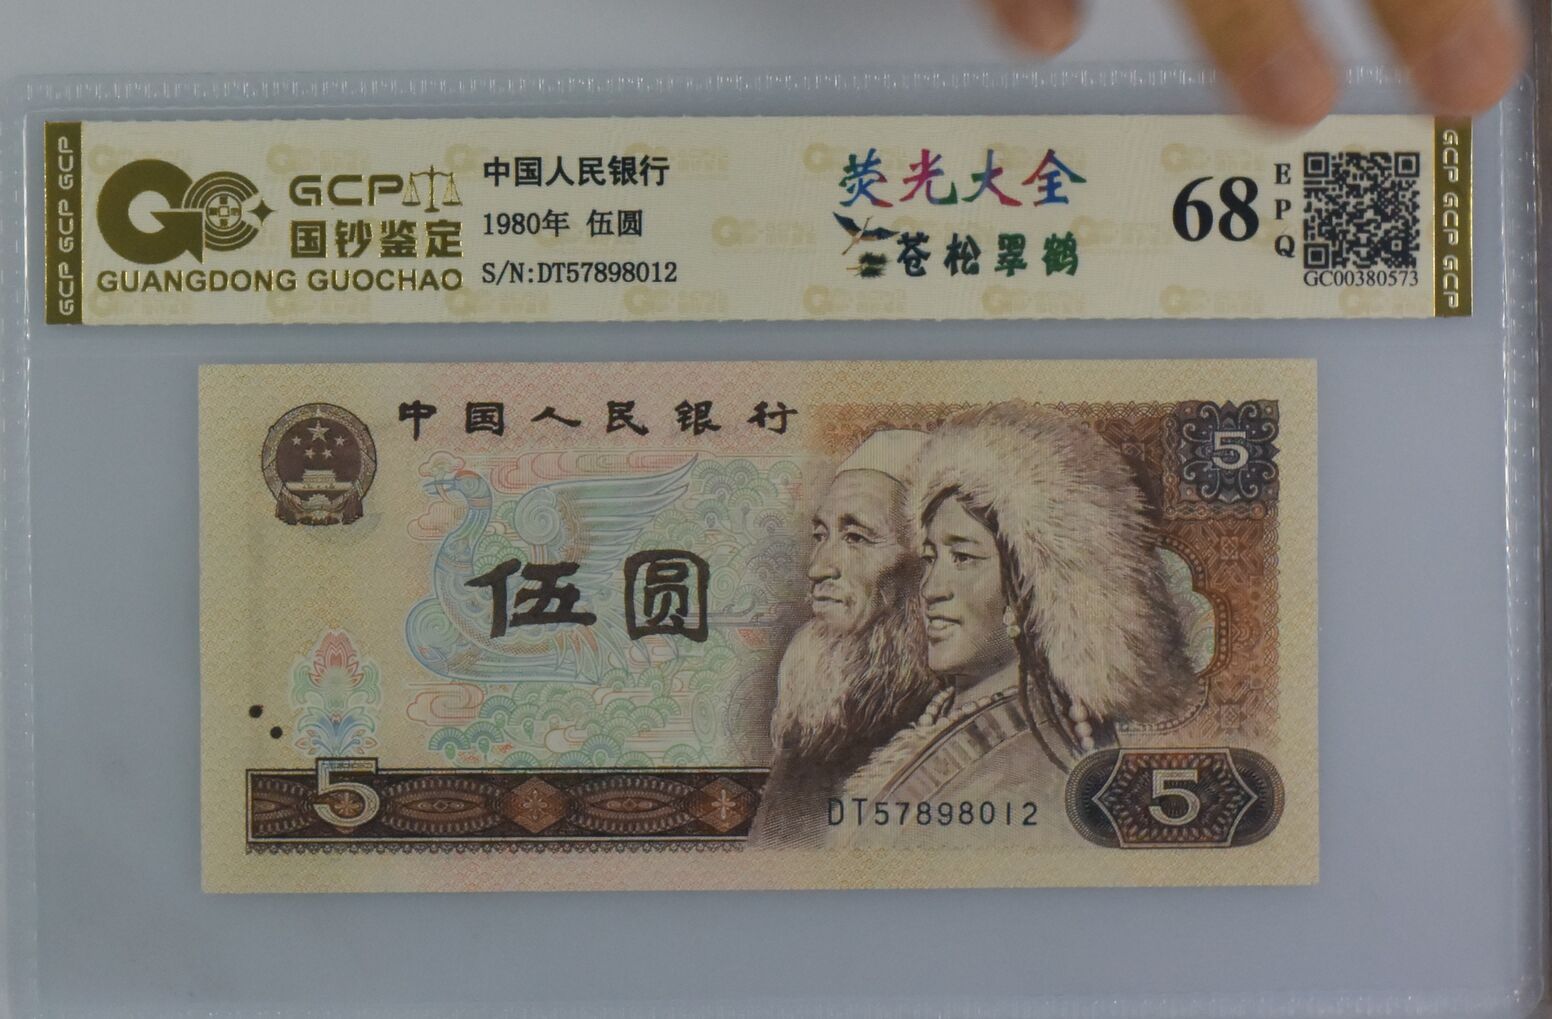 GCP GCP GCP
GCP
国钞鉴定
GUANGDONG GUOCHAO
中国人民银行
1980年 伍圆
S/N:DT57898012
荧光大全
苍松翠鹤
68
EPQ
GC00380573
GCP GCP GCP
中国人民银行
5
伍圆
5
DT57898012
5